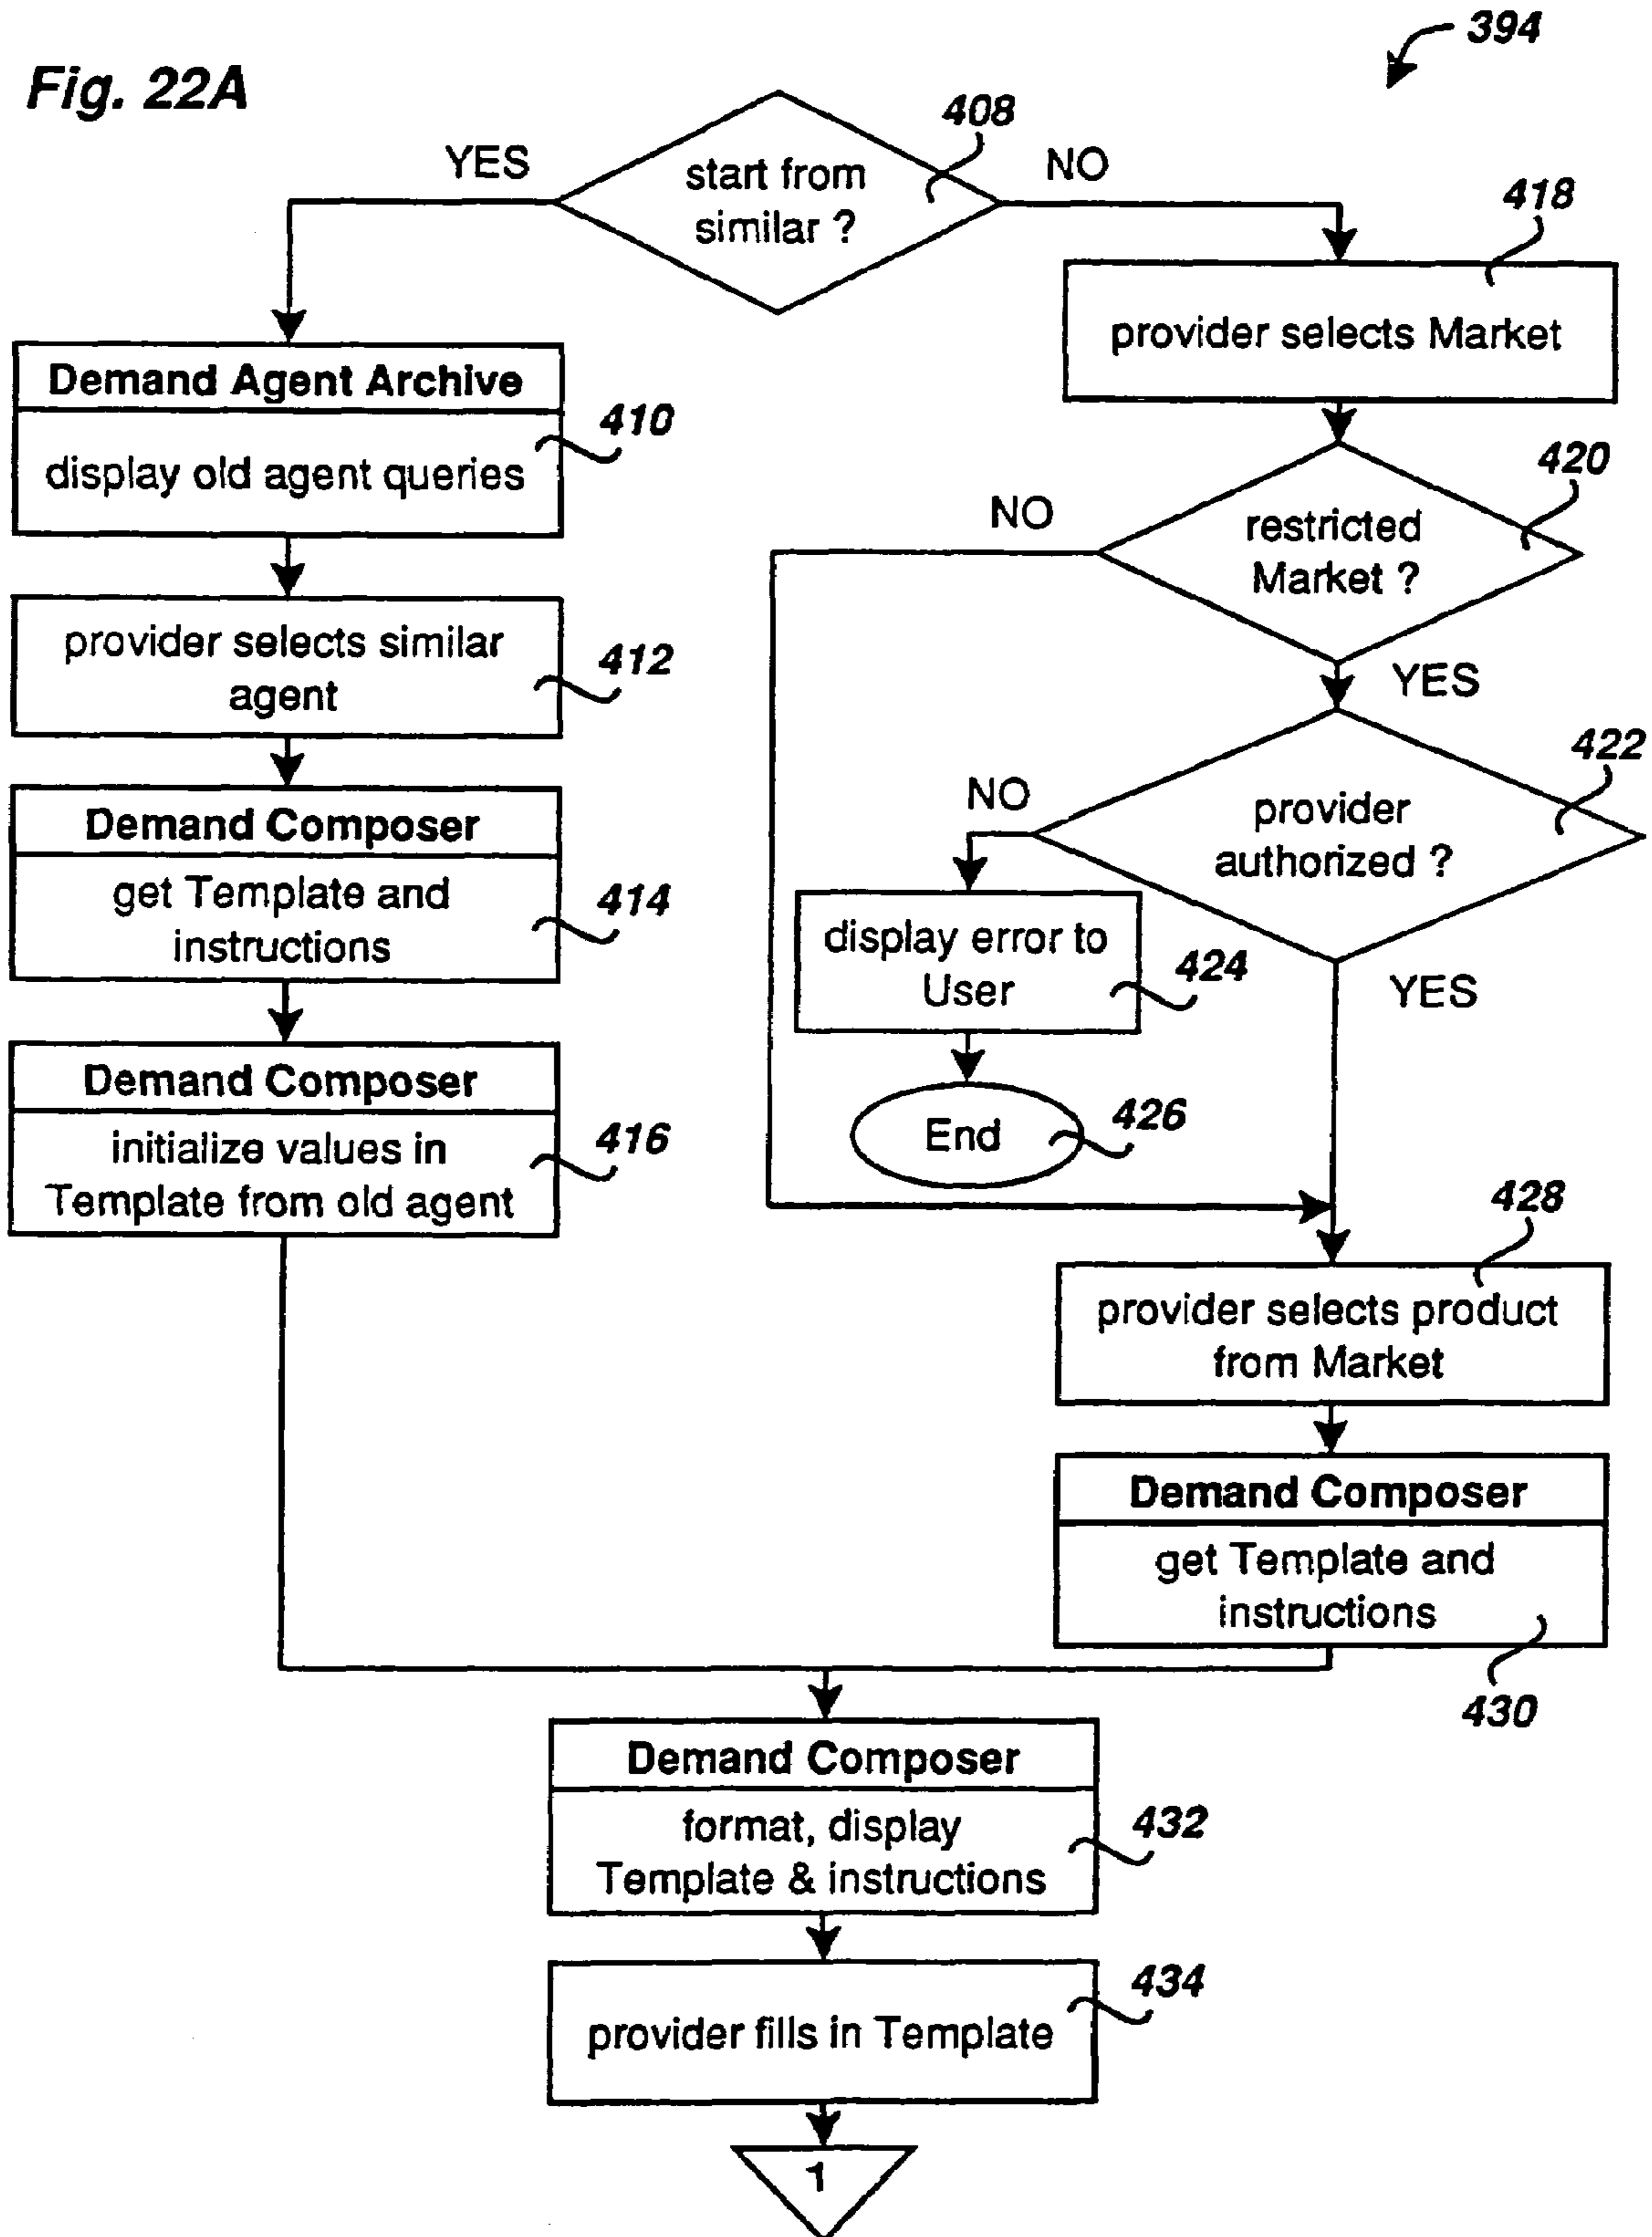 394
Fig. 22A
408
YES
start from
similar ?
NO
418
provider selects Market
Demand Agent Archive
display old agent queries
410
420
NO
restricted
Market ?
YES
provider selects similar
agent
412
422
NO
provider
authorized ?
YES
Demand Composer
get Template and
instructions
414
display error to
User
424
End
426
Demand Composer
initialize values in
Template from old agent
416
428
provider selects product
from Market
Demand Composer
get Template and
instructions
430
Demand Composer
format, display
Template & instructions
432
provider fills in Template
434
1